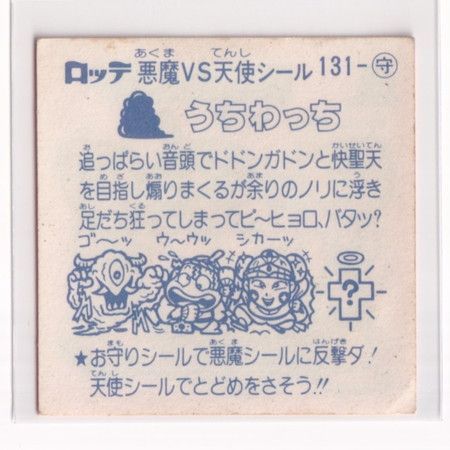 ロッテ 悪魔VS天使シール 131-守
あくま てんし
うちわっち
お おんど かいせいてん
追っぱらい音頭でドドンガドンと快聖天
めざ あお あま う
を目指し煽りまくるが余りのノリに浮き
あし くる
足だち狂ってしまってピ〜ヒョロ、バタッ?
ゴ〜ッ ウ〜ウッ シカーッ
?
まも あくま はんげき
★お守りシールで悪魔シールに反撃ダ!
てんし
天使シールでとどめをさそう!!